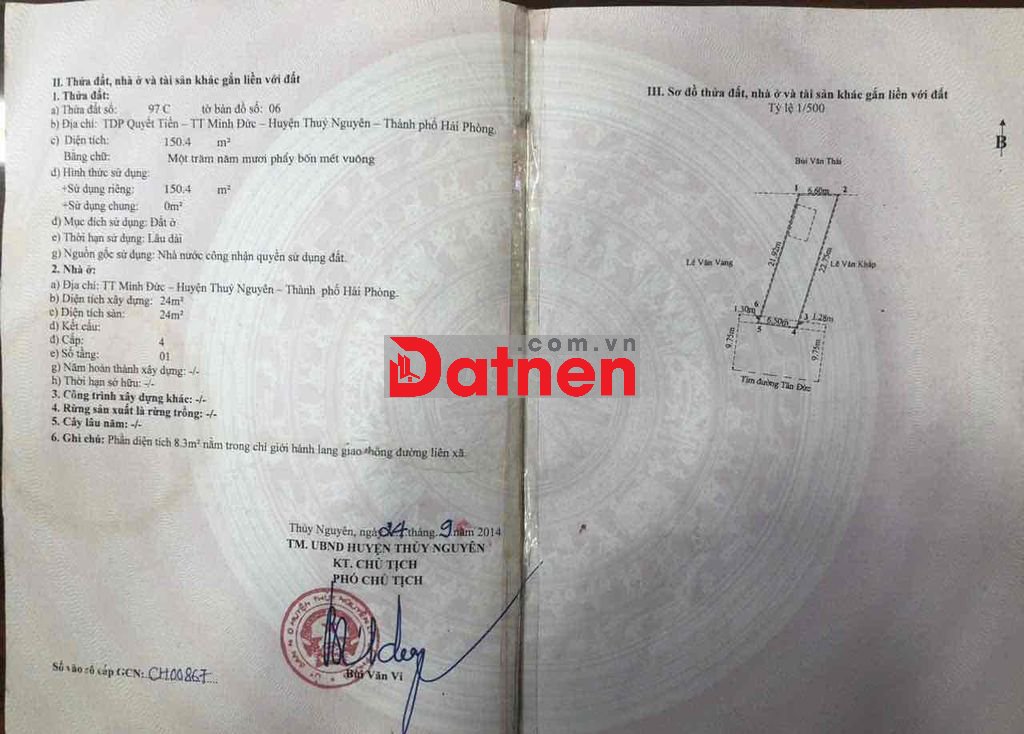 II. Thửa đất, nhà ở và tài sản khác gắn liền với đất
1. Thửa đất:
a) Thửa đất số: 97 C tờ bản đồ số: 06
b) Địa chỉ: TDP Quyết Tiến – TT Minh Đức – Huyện Thuỷ Nguyên – Thành phố Hải Phòng.
c) Diện tích: 150.4 m²
Bằng chữ: Một trăm năm mươi phẩy bốn mét vuông
d) Hình thức sử dụng:
+Sử dụng riêng: 150.4 m²
+Sử dụng chung: 0m²
đ) Mục đích sử dụng: Đất ở
e) Thời hạn sử dụng: Lâu dài
g) Nguồn gốc sử dụng: Nhà nước công nhận quyền sử dụng đất.
2. Nhà ở:
a) Địa chỉ: TT Minh Đức – Huyện Thuỷ Nguyên – Thành phố Hải Phòng.
b) Diện tích xây dựng: 24m²
c) Diện tích sàn: 24m²
d) Kết cấu:
đ) Cấp: 4
e) Số tầng: 01
g) Năm hoàn thành xây dựng: -/-
h) Thời hạn sở hữu: -/-
3. Công trình xây dựng khác: -/-
4. Rừng sản xuất là rừng trồng: -/-
5. Cây lâu năm: -/-
6. Ghi chú: Phần diện tích 8.3m² nằm trong chỉ giới hành lang giao thông đường liên xã.
Thủy Nguyên, ngày 24 tháng 9 năm 2014
TM. UBND HUYỆN THỦY NGUYÊN
KT. CHỦ TỊCH
PHÓ CHỦ TỊCH
Bùi Văn Vi
Số vào sổ cấp GCN: CH00867
III. Sơ đồ thửa đất, nhà ở và tài sản khác gắn liền với đất
Tỷ lệ 1/500
B
Bùi Văn Thái
1 6.60m 2
21.92m
22.75m
Lê Văn Vàng
Lê Văn Khắp
6
1.30m
5
6.50m
4
3
1.28m
9.75m
9.75m
Tim đường Tân Đức
Datnen
.com.vn